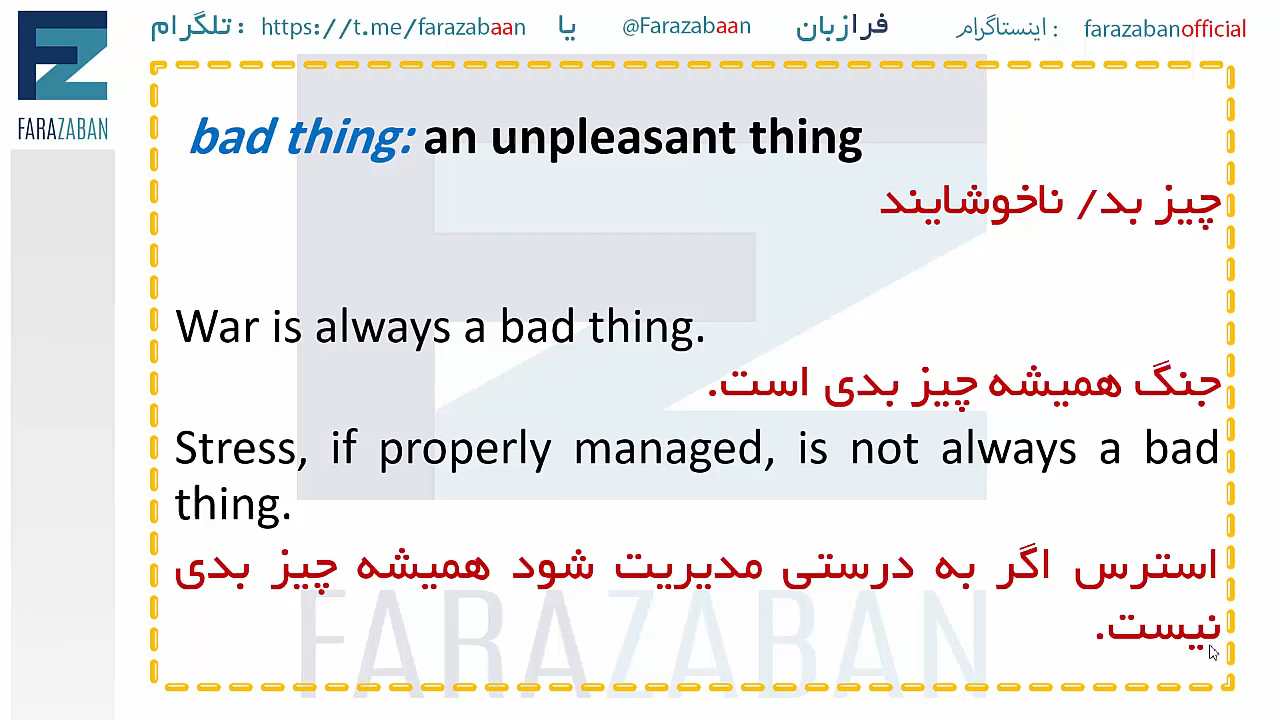 تلگرام : https://t.me/farazabaan یا @Farazabaan فرازبان اینستاگرام : farazabanofficial
FARAZABAN
bad thing: an unpleasant thing
چیز بد/ ناخوشایند
War is always a bad thing.
جنگ همیشه چیز بدی است.
Stress, if properly managed, is not always a bad
thing.
استرس اگر به درستی مدیریت شود همیشه چیز بدی
نیست.
FARAZABAN